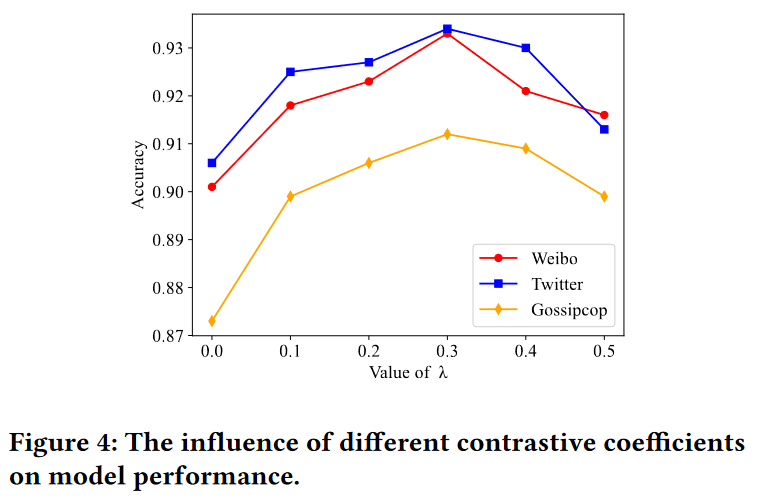 0.93
0.92
0.91
0.90
0.89
0.88
0.87
Accuracy
Weibo
Twitter
Gossipcop
0.0 0.1 0.2 0.3 0.4 0.5
Value of λ
Figure 4: The influence of different contrastive coefficients
on model performance.